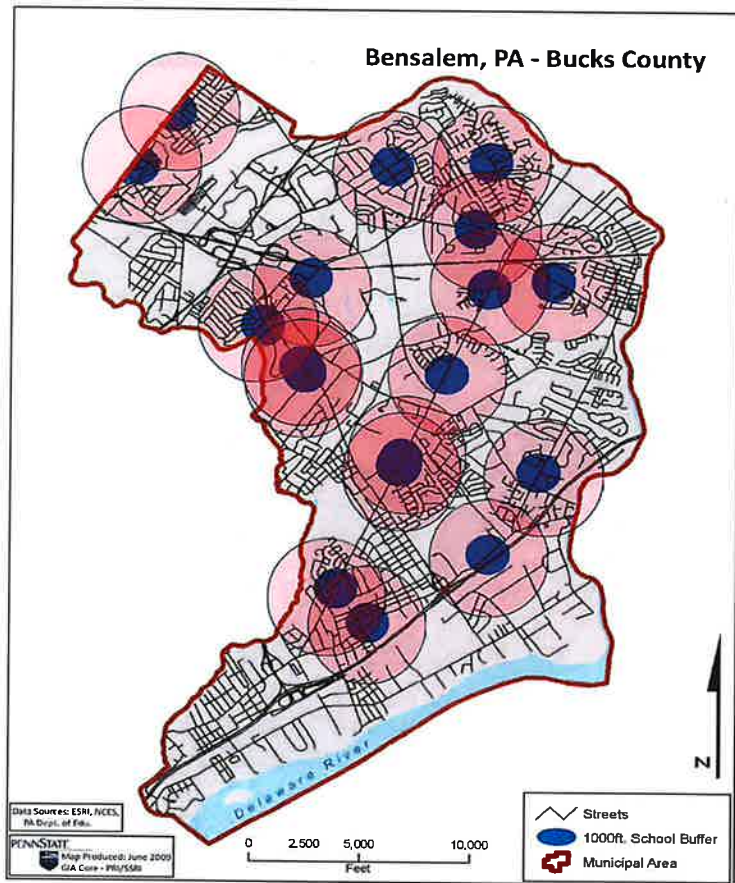 Bensalem, PA - Bucks County
Delaware River
N
Data Sources: ESRI, NCES,
PA Dept. of Edu.
PENNSTATE
Map Produced: June 2009
GIA Core - PRI/SSRI
0 2,500 5,000 10,000
Feet
Streets
1000ft. School Buffer
Municipal Area